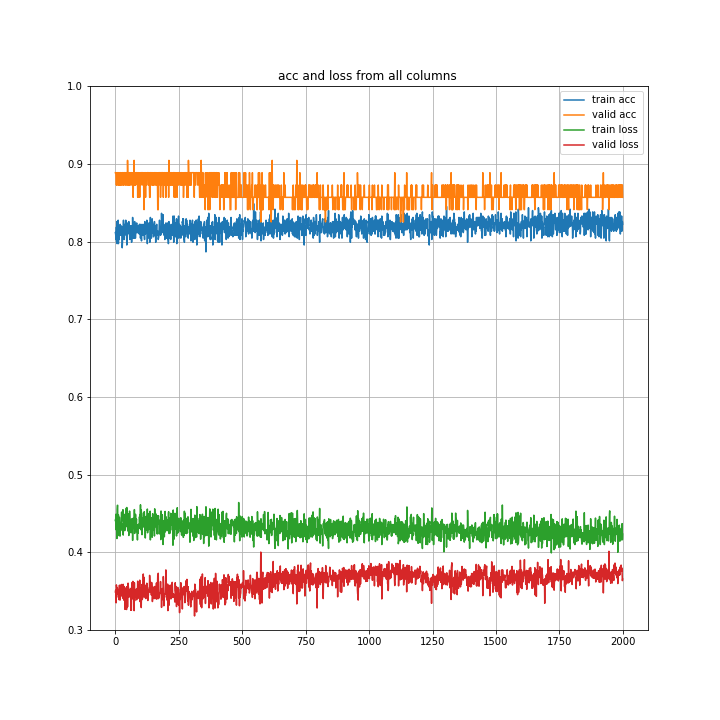 acc and loss from all columns
1.0
train acc
valid acc
train loss
valid loss
0.9
0.8
0.7
0.6
0.5
0.4
0.3
0 250 500 750 1000 1250 1500 1750 2000